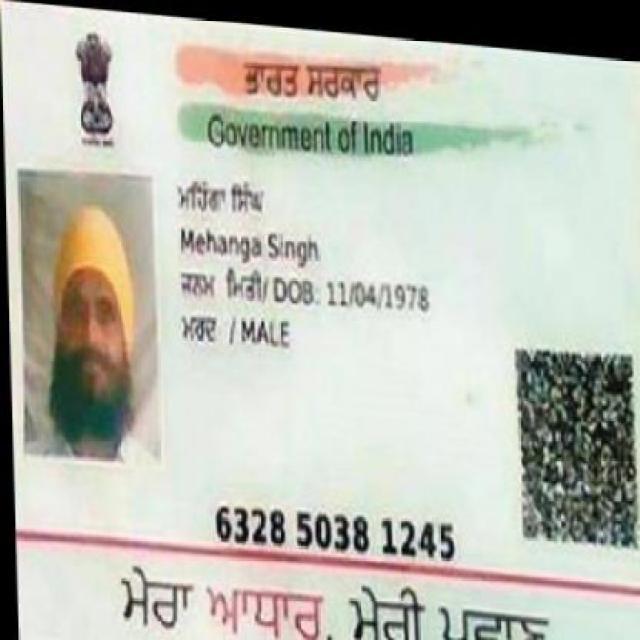 ਭਾਰਤ ਸਰਕਾਰ
Government of India
ਮਹਿੰਗਾ ਸਿੰਘ
Mehanga Singh
ਜਨਮ ਮਿਤੀ/ DOB: 11/04/1978
ਮਰਦ / MALE
6328 5038 1245
ਮੇਰਾ ਆਧਾਰ, ਮੇਰੀ